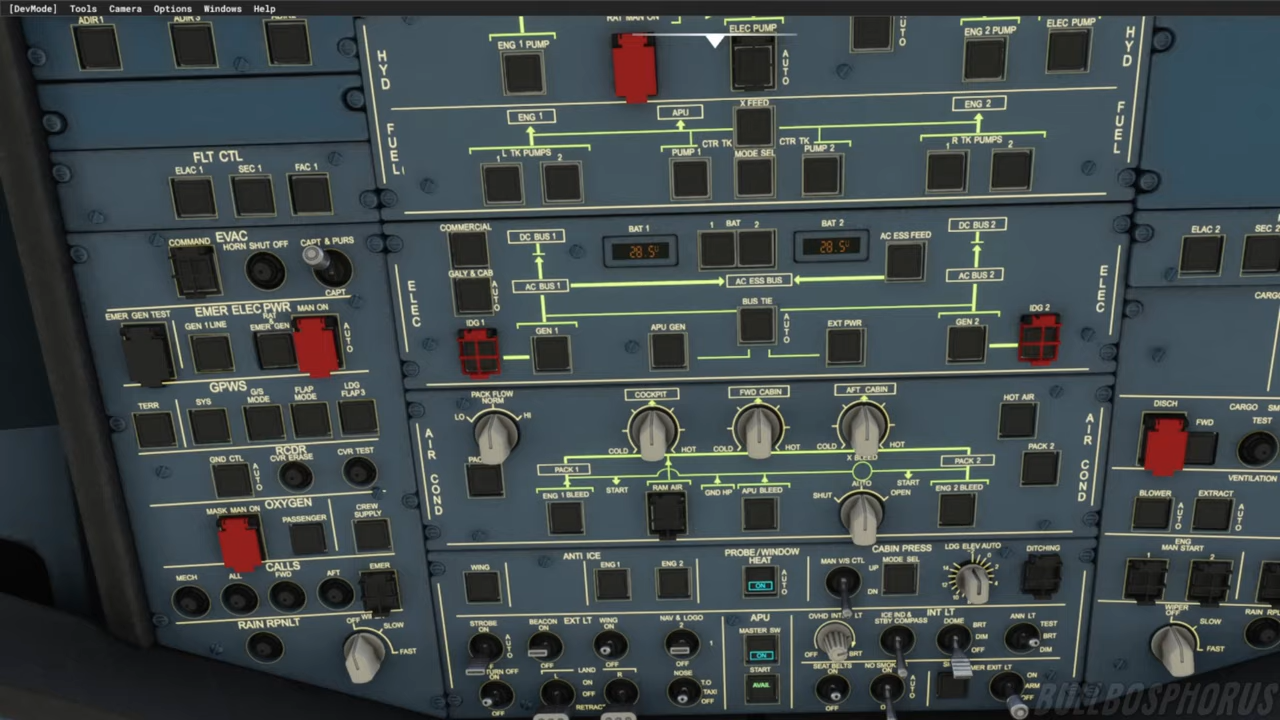 [DevMode] Tools Camera Options Windows Help
ADIR 1 ADIR 3
RAT MAN ON
ELEC PUMP ELEC PUMP
ENG 1 PUMP ENG 2 PUMP
AUTO AUTO
HYD HYD
FUEL FUEL
ENG 1 APU X FEED ENG 2
L TK PUMPS 1 2
PUMP 1 CTR TK MODE SEL CTR TK PUMP 2
R TK PUMPS 1 2
FLT CTL
ELAC 1 SEC 1 FAC 1
EVAC
COMMAND HORN SHUT OFF CAPT & PURS
CAPT
EMER ELEC PWR
EMER GEN TEST GEN 1 LINE RAT & EMER GEN MAN ON AUTO
GPWS
TERR SYS G/S MODE FLAP MODE LDG FLAP 3
RCDR
GND CTL AUTO CVR ERASE CVR TEST
OXYGEN
MASK MAN ON PASSENGER CREW SUPPLY
CALLS
MECH ALL FWD AFT EMER
RAIN RPNLT
OFF SLOW FAST
ELEC ELEC
COMMERCIAL DC BUS 1 BAT 1 1 BAT 2 BAT 2 DC BUS 2
28.5V 28.5V
AC ESS FEED
GALY & CAB AUTO AC BUS 1 AC ESS BUS AC BUS 2
BUS TIE AUTO
IDG 1 GEN 1 APU GEN EXT PWR GEN 2 IDG 2
AIR COND AIR COND
PACK FLOW
LO NORM HI
COCKPIT FWD CABIN AFT CABIN HOT AIR
COLD HOT COLD HOT COLD HOT
PACK 1 X BLEED PACK 2 PACK 2
ENG 1 BLEED START RAM AIR GND HP APU BLEED SHUT AUTO OPEN START ENG 2 BLEED
ANTI ICE
WING ENG 1 ENG 2
PROBE/WINDOW HEAT
ON AUTO
CABIN PRESS
MAN V/S CTL UP DN MODE SEL LDG ELEV AUTO DITCHING
EXT LT
STROBE ON AUTO BEACON ON WING ON NAV & LOGO 2 1
TURN OFF LAND NOSE
ON OFF L R ON OFF RETRACT T.O TAXI OFF
APU
MASTER SW
ON
START
AVAIL
INT LT
OVHD INTEG LT OFF BRT ICE IND & STBY COMPASS DOME BRT DIM OFF ANN LT TEST BRT DIM
SEAT BELTS ON OFF NO SMOK AUTO EMER EXIT LT ON ARM OFF
ELAC 2 SEC 2
CARGO
DISCH FWD CARGO TEST
VENTILATION
BLOWER AUTO EXTRACT AUTO
ENG MAN START
1 2
WIPER
OFF SLOW FAST
BULLBOSPHORUS